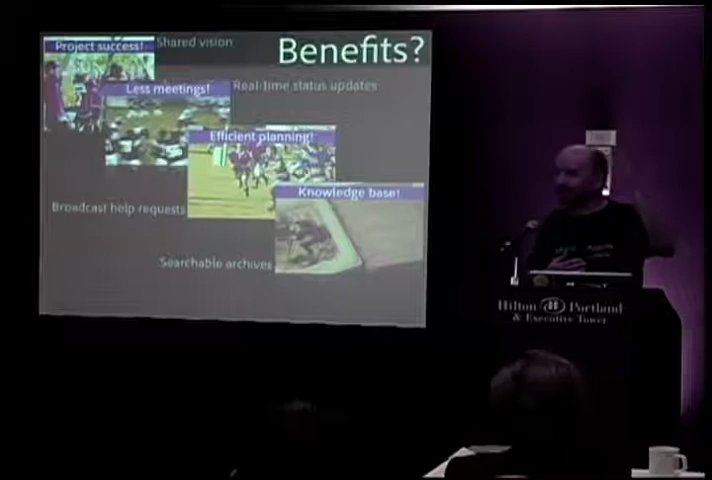 Project success!
Shared vision
Benefits?
Less meetings!
Real-time status updates
Efficient planning!
Knowledge base!
Broadcast help requests
Searchable archives
Hilton Portland
& Executive Tower